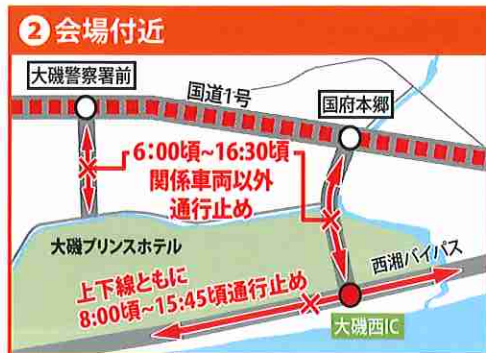 ② 会場付近
大磯警察署前
国道1号
国府本郷
6:00頃~16:30頃
関係車両以外
通行止め
大磯プリンスホテル
西湘バイパス
上下線ともに
8:00頃~15:45頃通行止め
大磯西IC